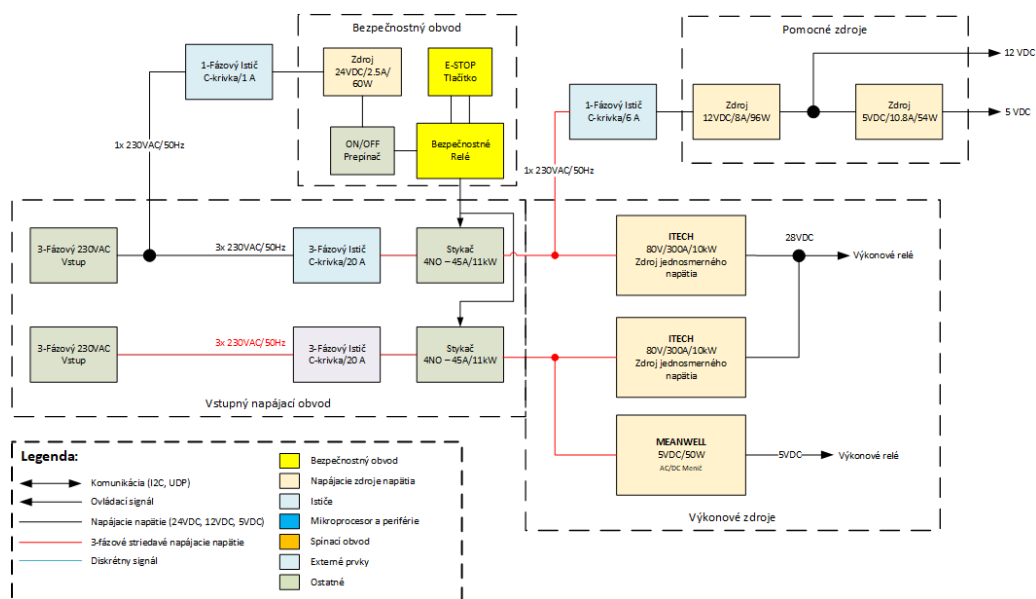 Bezpečnostný obvod
Pomocné zdroje
1-Fázový Istič
C-krivka/1 A
Zdroj
24VDC/2.5A/
60W
E-STOP
Tlačítko
ON/OFF
Prepínač
Bezpečnostné
Relé
1-Fázový Istič
C-krivka/6 A
Zdroj
12VDC/8A/96W
Zdroj
5VDC/10.8A/54W
12 VDC
5 VDC
1x 230VAC/50Hz
1x 230VAC/50Hz
3-Fázový 230VAC
Vstup
3x 230VAC/50Hz
3-Fázový Istič
C-krivka/20 A
Stykač
4NO – 45A/11kW
ITECH
80V/300A/10kW
Zdroj jednosmerného
napätia
28VDC
Výkonové relé
3-Fázový 230VAC
Vstup
3x 230VAC/50Hz
3-Fázový Istič
C-krivka/20 A
Stykač
4NO – 45A/11kW
ITECH
80V/300A/10kW
Zdroj jednosmerného
napätia
Vstupný napájací obvod
MEANWELL
5VDC/50W
AC/DC Menič
5VDC
Výkonové relé
Výkonové zdroje
Legenda:
Komunikácia (I2C, UDP)
Ovládací signál
Napájacie napätie (24VDC, 12VDC, 5VDC)
3-fázové striedavé napájacie napätie
Diskrétny signál
Bezpečnostný obvod
Napájacie zdroje napätia
Ističe
Mikroprocesor a periférie
Spínací obvod
Externé prvky
Ostatné